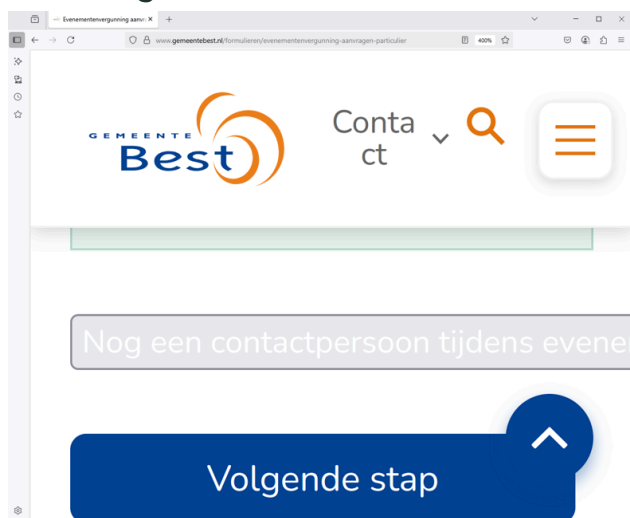 Evenementenvergunning aanvr
www.gemeentebest.nl/formulieren/evenementenvergunning-aanvragen-particulier
400%
GEMEENTE
Best
Conta
ct
Nog een contactpersoon tijdens evene
Volgende stap